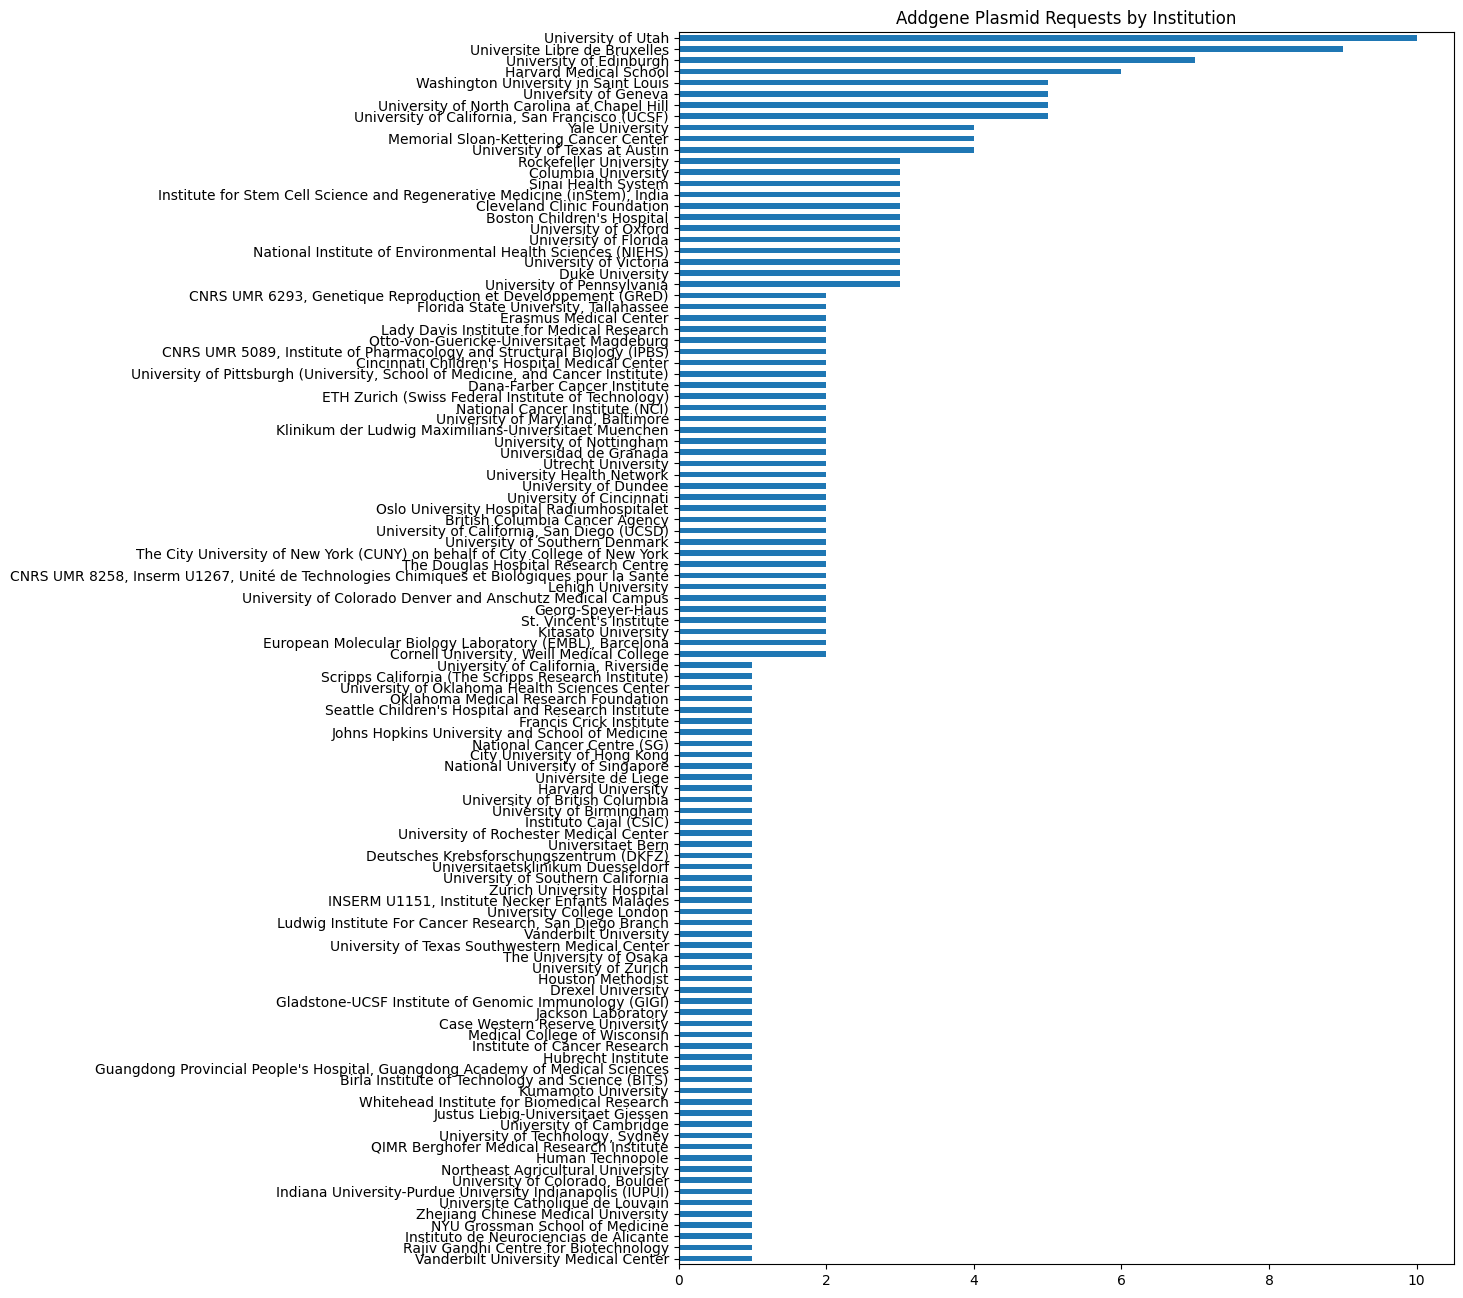 Addgene Plasmid Requests by Institution
University of Utah
Universite Libre de Bruxelles
University of Edinburgh
Harvard Medical School
Washington University in Saint Louis
University of Geneva
University of North Carolina at Chapel Hill
University of California, San Francisco (UCSF)
Yale University
Memorial Sloan-Kettering Cancer Center
University of Texas at Austin
Rockefeller University
Columbia University
Sinai Health System
Institute for Stem Cell Science and Regenerative Medicine (inStem), India
Cleveland Clinic Foundation
Boston Children's Hospital
University of Oxford
University of Florida
National Institute of Environmental Health Sciences (NIEHS)
University of Victoria
Duke University
University of Pennsylvania
CNRS UMR 6293, Genetique Reproduction et Developpement (GReD)
Florida State University, Tallahassee
Erasmus Medical Center
Lady Davis Institute for Medical Research
Otto-von-Guericke-Universitaet Magdeburg
CNRS UMR 5089, Institute of Pharmacology and Structural Biology (IPBS)
Cincinnati Children's Hospital Medical Center
University of Pittsburgh (University, School of Medicine, and Cancer Institute)
Dana-Farber Cancer Institute
ETH Zurich (Swiss Federal Institute of Technology)
National Cancer Institute (NCI)
University of Maryland, Baltimore
Klinikum der Ludwig Maximilians-Universitaet Muenchen
University of Nottingham
Universidad de Granada
Utrecht University
University Health Network
University of Dundee
University of Cincinnati
Oslo University Hospital Radiumhospitalet
British Columbia Cancer Agency
University of California, San Diego (UCSD)
University of Southern Denmark
The City University of New York (CUNY) on behalf of City College of New York
The Douglas Hospital Research Centre
CNRS UMR 8258, Inserm U1267, Unité de Technologies Chimiques et Biologiques pour la Santé
Lehigh University
University of Colorado Denver and Anschutz Medical Campus
Georg-Speyer-Haus
St. Vincent's Institute
Kitasato University
European Molecular Biology Laboratory (EMBL), Barcelona
Cornell University, Weill Medical College
University of California, Riverside
Scripps California (The Scripps Research Institute)
University of Oklahoma Health Sciences Center
Oklahoma Medical Research Foundation
Seattle Children's Hospital and Research Institute
Francis Crick Institute
Johns Hopkins University and School of Medicine
National Cancer Centre (SG)
City University of Hong Kong
National University of Singapore
Universite de Liege
Harvard University
University of British Columbia
University of Birmingham
Instituto Cajal (CSIC)
University of Rochester Medical Center
Universitaet Bern
Deutsches Krebsforschungszentrum (DKFZ)
Universitaetsklinikum Duesseldorf
University of Southern California
Zurich University Hospital
INSERM U1151, Institute Necker Enfants Malades
University College London
Ludwig Institute For Cancer Research, San Diego Branch
Vanderbilt University
University of Texas Southwestern Medical Center
The University of Osaka
University of Zurich
Houston Methodist
Drexel University
Gladstone-UCSF Institute of Genomic Immunology (GIGI)
Jackson Laboratory
Case Western Reserve University
Medical College of Wisconsin
Institute of Cancer Research
Hubrecht Institute
Guangdong Provincial People's Hospital, Guangdong Academy of Medical Sciences
Birla Institute of Technology and Science (BITS)
Kumamoto University
Whitehead Institute for Biomedical Research
Justus Liebig-Universitaet Giessen
University of Cambridge
University of Technology, Sydney
QIMR Berghofer Medical Research Institute
Human Technopole
Northeast Agricultural University
University of Colorado, Boulder
Indiana University-Purdue University Indianapolis (IUPUI)
Universite Catholique de Louvain
Zhejiang Chinese Medical University
NYU Grossman School of Medicine
Instituto de Neurociencias de Alicante
Rajiv Gandhi Centre for Biotechnology
Vanderbilt University Medical Center
0 2 4 6 8 10